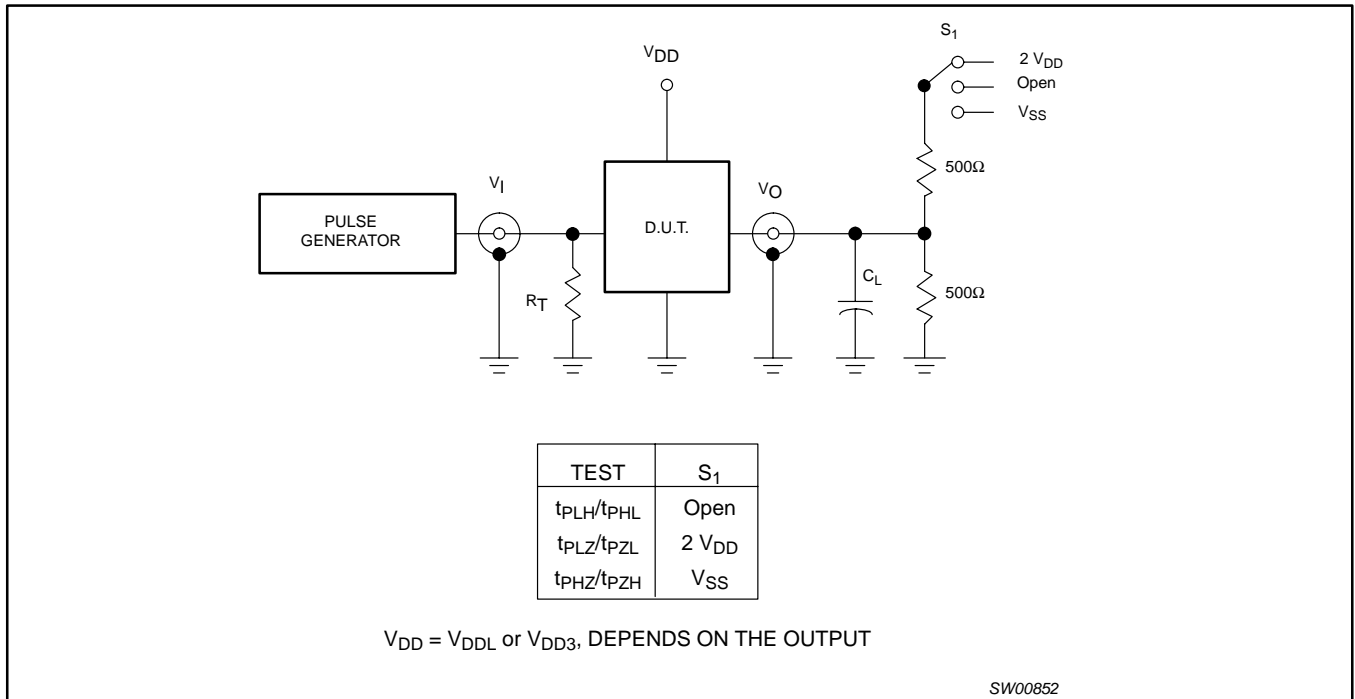 S1
VDD
2 VDD
Open
VSS
500Ω
VI
VO
PULSE
GENERATOR
D.U.T.
CL
RT
500Ω
TEST S1
tPLH/tPHL Open
tPLZ/tPZL 2 VDD
tPHZ/tPZH VSS
VDD = VDDL or VDD3, DEPENDS ON THE OUTPUT
SW00852